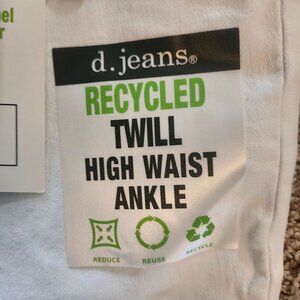 d.jeans®
RECYCLED
TWILL
HIGH WAIST
ANKLE
REDUCE REUSE RECYCLE